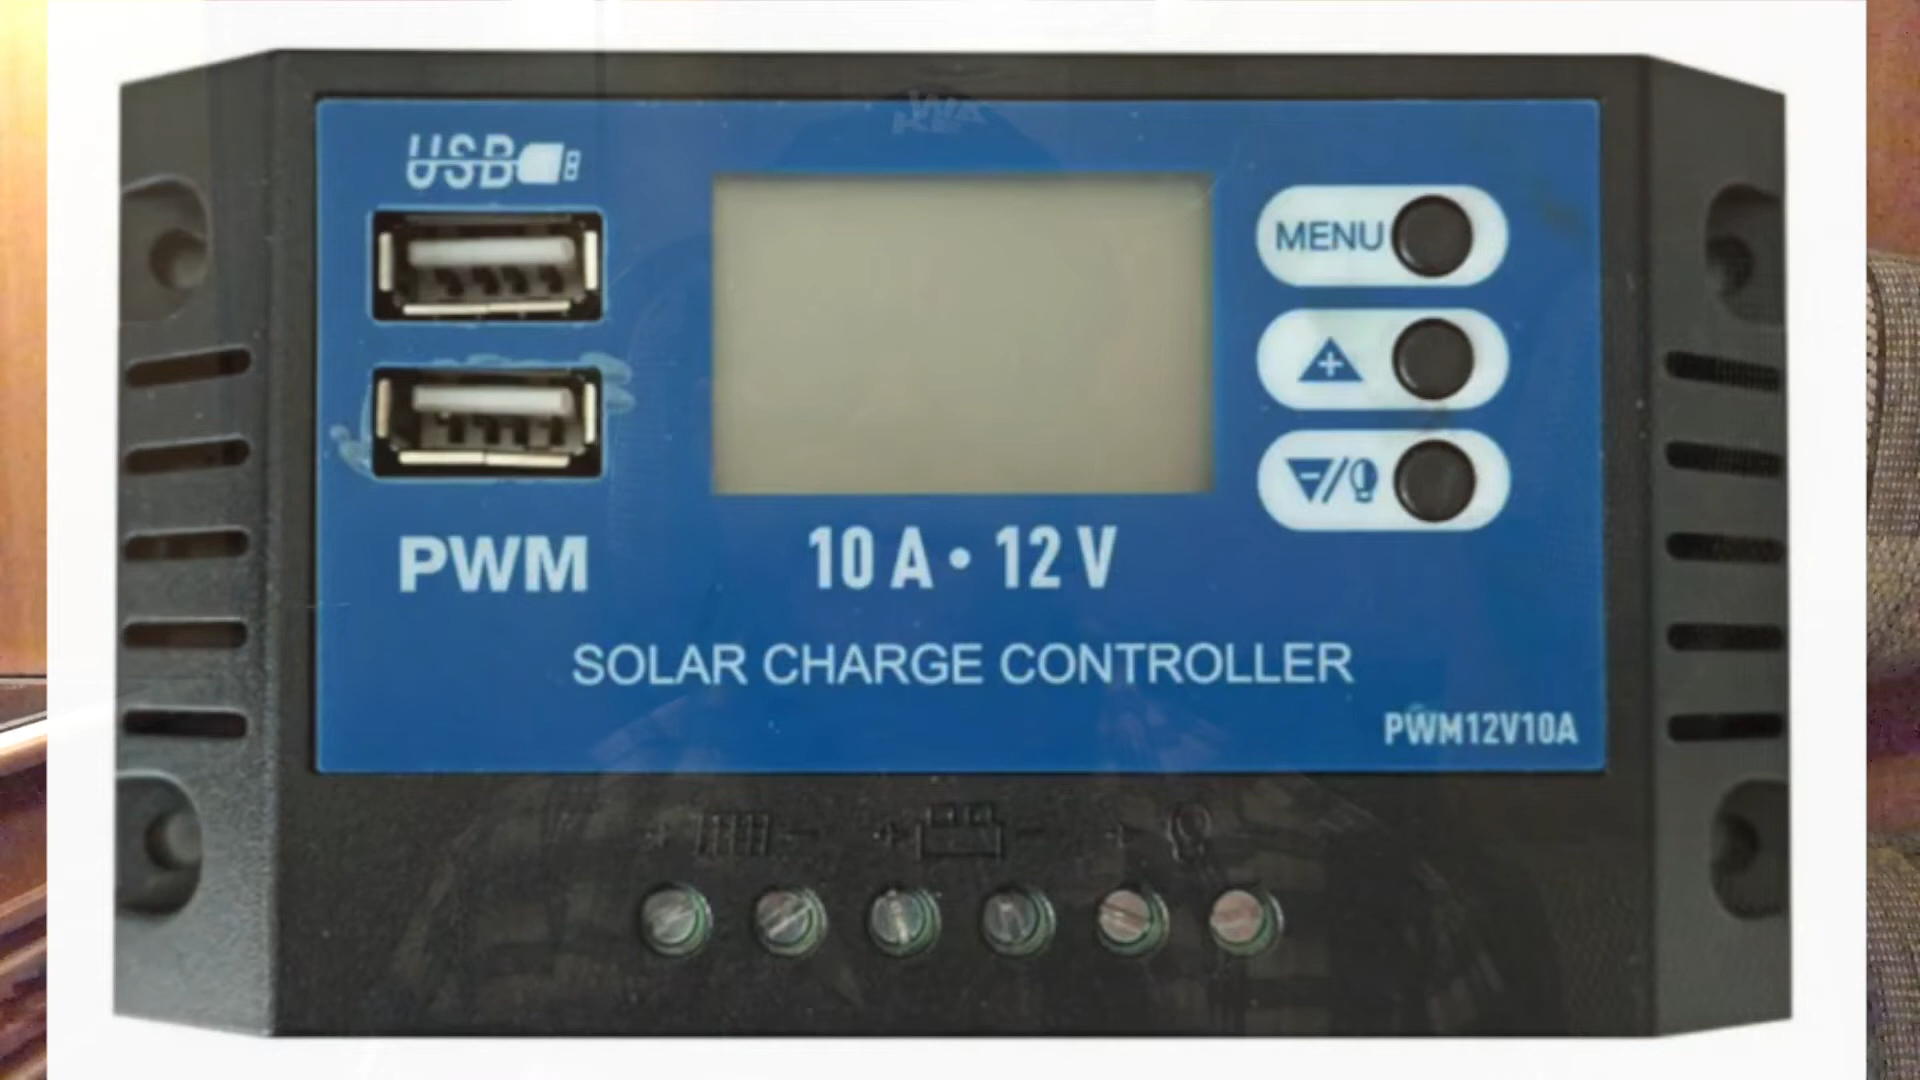 USB
MENU
PWM
10 A • 12 V
SOLAR CHARGE CONTROLLER
PWM12V10A